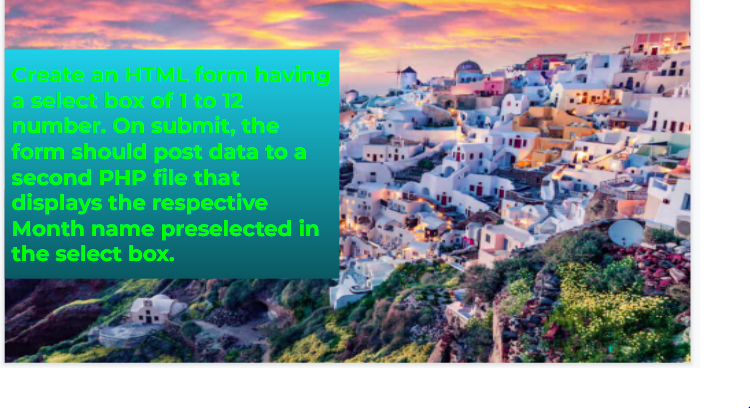 Create an HTML form having
a select box of 1 to 12
number. On submit, the
form should post data to a
second PHP file that
displays the respective
Month name preselected in
the select box.